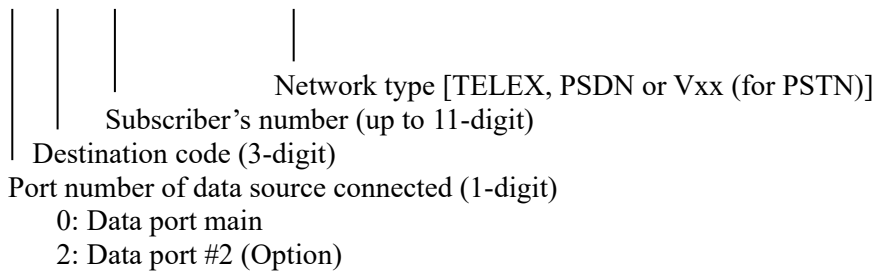 Network type [TELEX, PSDN or Vxx (for PSTN)]
Subscriber’s number (up to 11-digit)
Destination code (3-digit)
Port number of data source connected (1-digit)
0: Data port main
2: Data port #2 (Option)